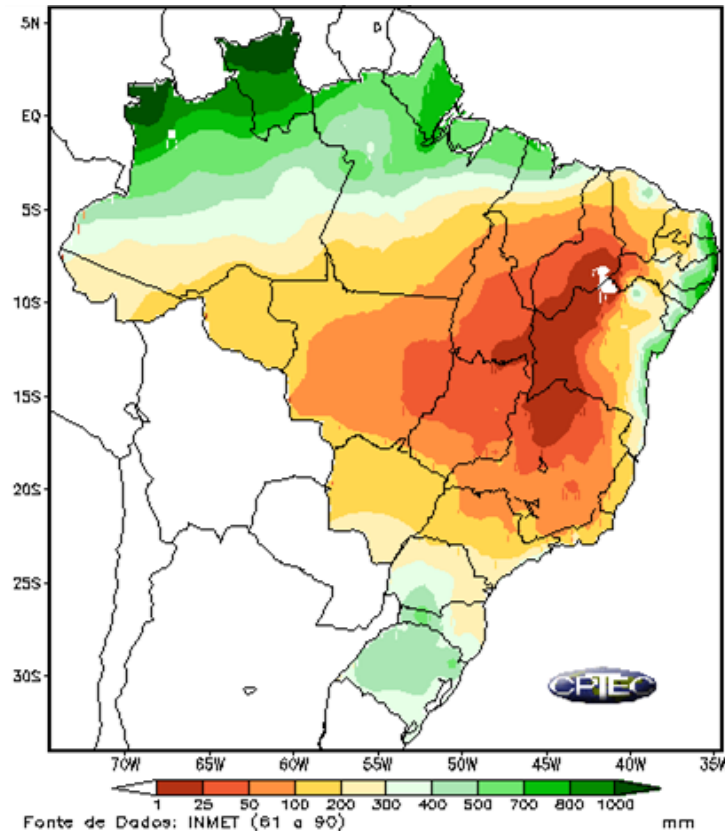 5N
EQ
5S
10S
15S
20S
25S
30S
CPTEC
70W 65W 60W 55W 50W 45W 40W 35W
1 25 50 100 200 300 400 500 700 800 1000
Fonte de Dados: INMET (61 a 90) mm